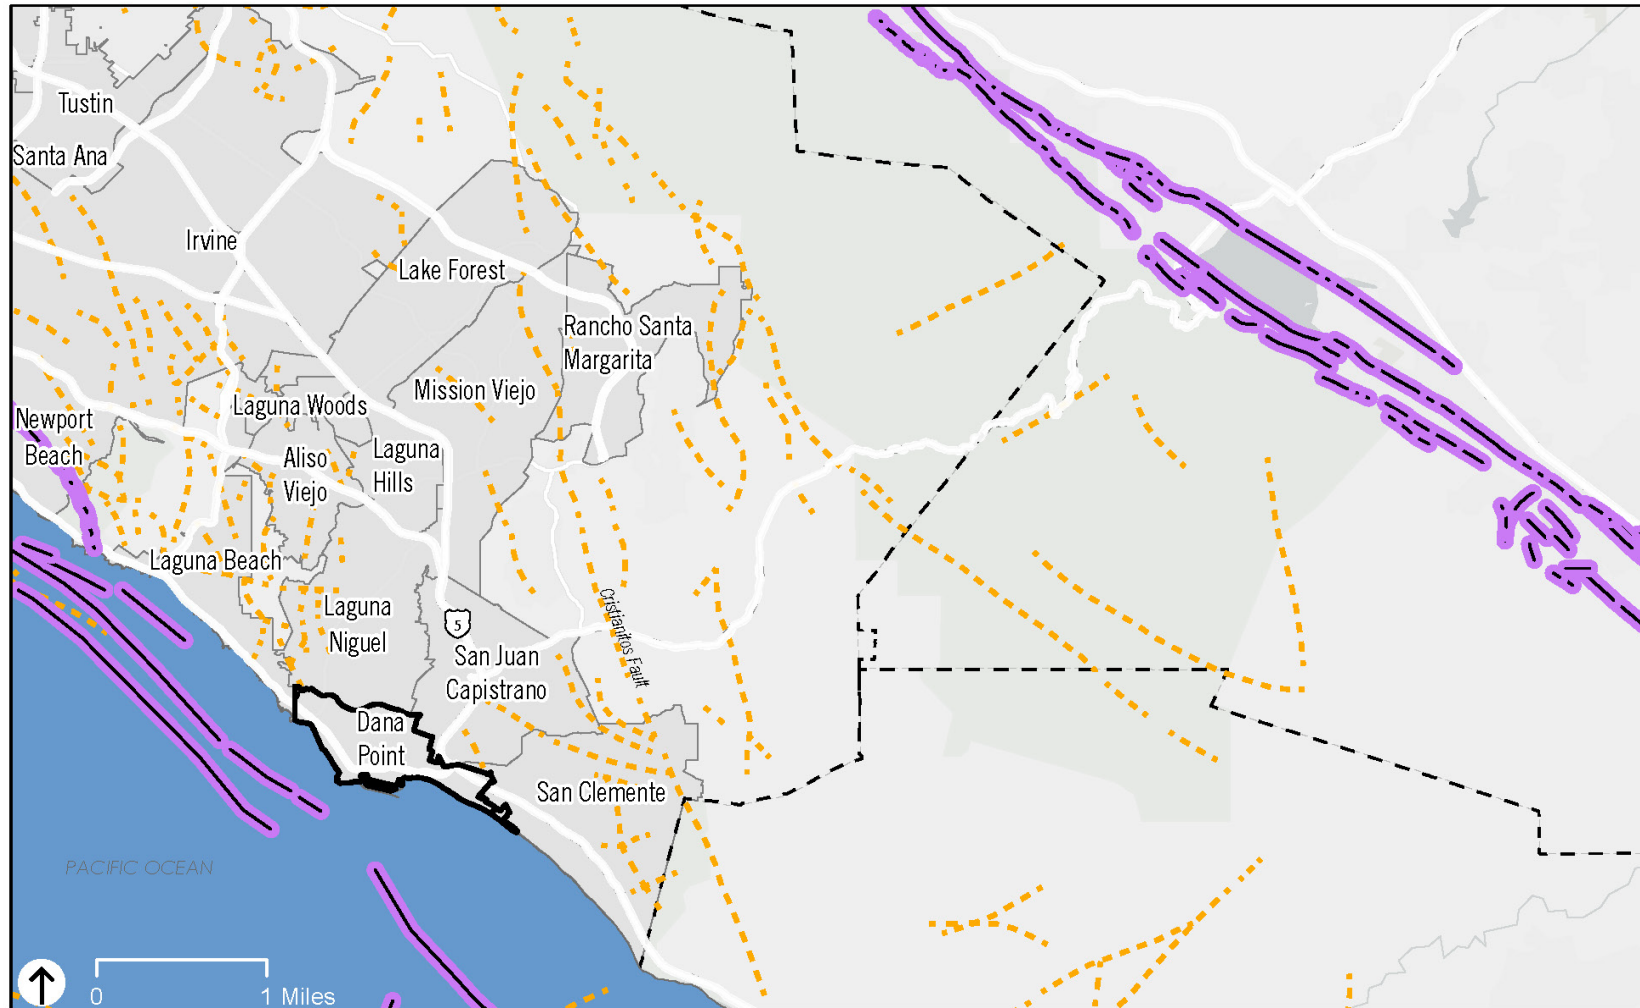 Tustin
Santa Ana
Irvine
Lake Forest
Rancho Santa
Margarita
Mission Viejo
Laguna Woods
Newport
Beach
Aliso
Viejo
Laguna
Hills
Laguna Beach
Laguna
Niguel
Cristianitos Fault
5
San Juan
Capistrano
Dana
Point
San Clemente
PACIFIC OCEAN
0 1 Miles